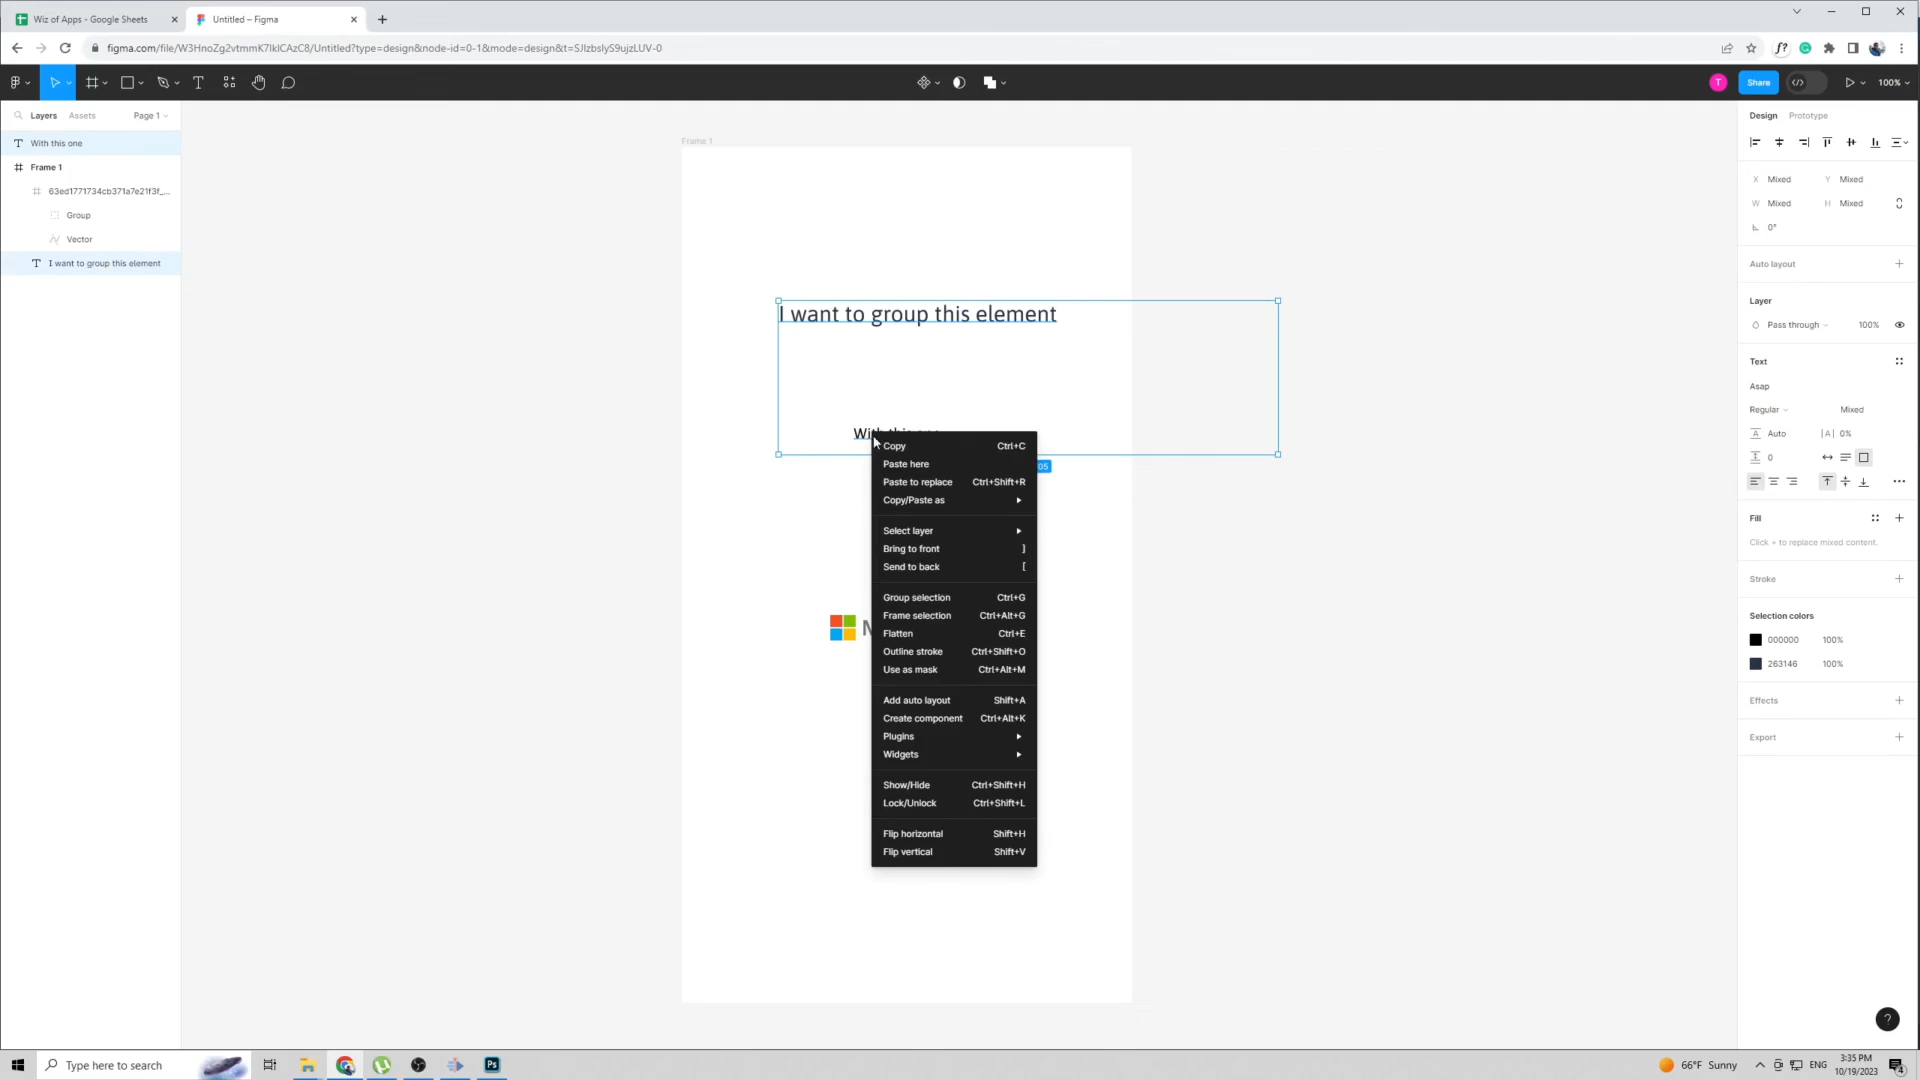 Wiz of Apps - Google Sheets
Untitled – Figma
figma.com/file/W3HnoZg2vtmmK7IklCAzC8/Untitled?type=design&node-id=0-1&mode=design&t=SJIzbsIyS9ujzLUV-0
T
Share
100%
Layers
Assets
Page 1
With this one
Frame 1
63ed1771734cb371a7e21f3f_...
Group
Vector
I want to group this element
Frame 1
I want to group this element
Copy Ctrl+C
Paste here
Paste to replace Ctrl+Shift+R
Copy/Paste as
Select layer
Bring to front ]
Send to back [
Group selection Ctrl+G
Frame selection Ctrl+Alt+G
Flatten Ctrl+E
Outline stroke Ctrl+Shift+O
Use as mask Ctrl+Alt+M
Add auto layout Shift+A
Create component Ctrl+Alt+K
Plugins
Widgets
Show/Hide Ctrl+Shift+H
Lock/Unlock Ctrl+Shift+L
Flip horizontal Shift+H
Flip vertical Shift+V
05
Design
Prototype
X Mixed Y Mixed
W Mixed H Mixed
0°
Auto layout
Layer
Pass through 100%
Text
Asap
Regular Mixed
Auto |A| 0%
0
Fill
Click + to replace mixed content.
Stroke
Selection colors
000000 100%
263146 100%
Effects
Export
?
Type here to search
Ps
66°F Sunny
ENG
3:35 PM
10/19/2023
4